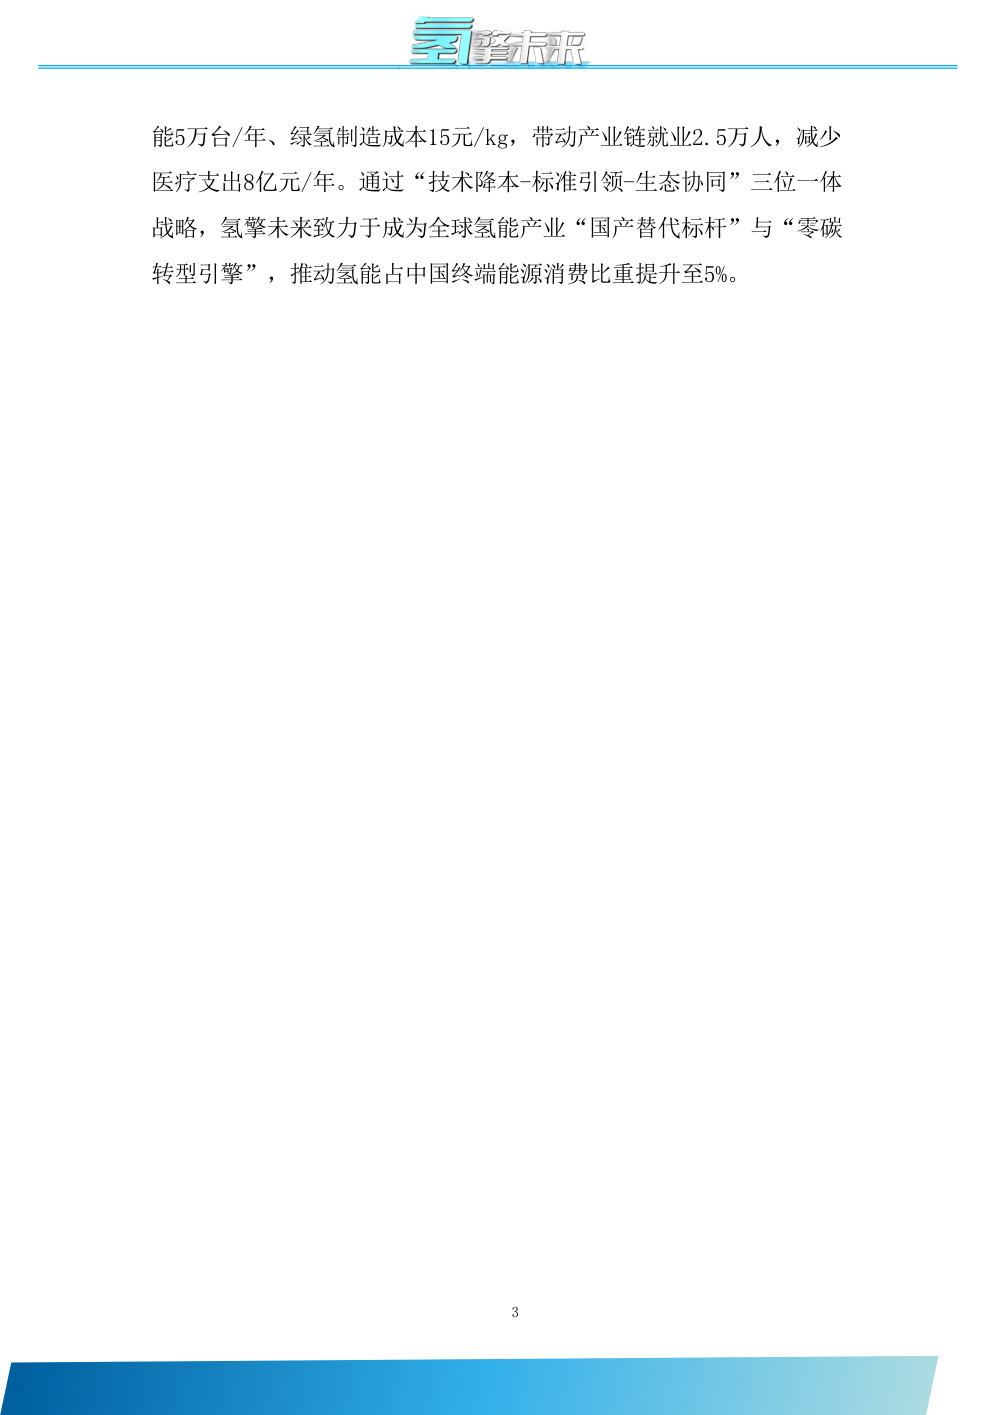 氢擎未来
能5万台/年、绿氢制造成本15元/kg，带动产业链就业2.5万人，减少
医疗支出8亿元/年。通过“技术降本-标准引领-生态协同”三位一体
战略，氢擎未来致力于成为全球氢能产业“国产替代标杆”与“零碳
转型引擎”，推动氢能占中国终端能源消费比重提升至5%。
3